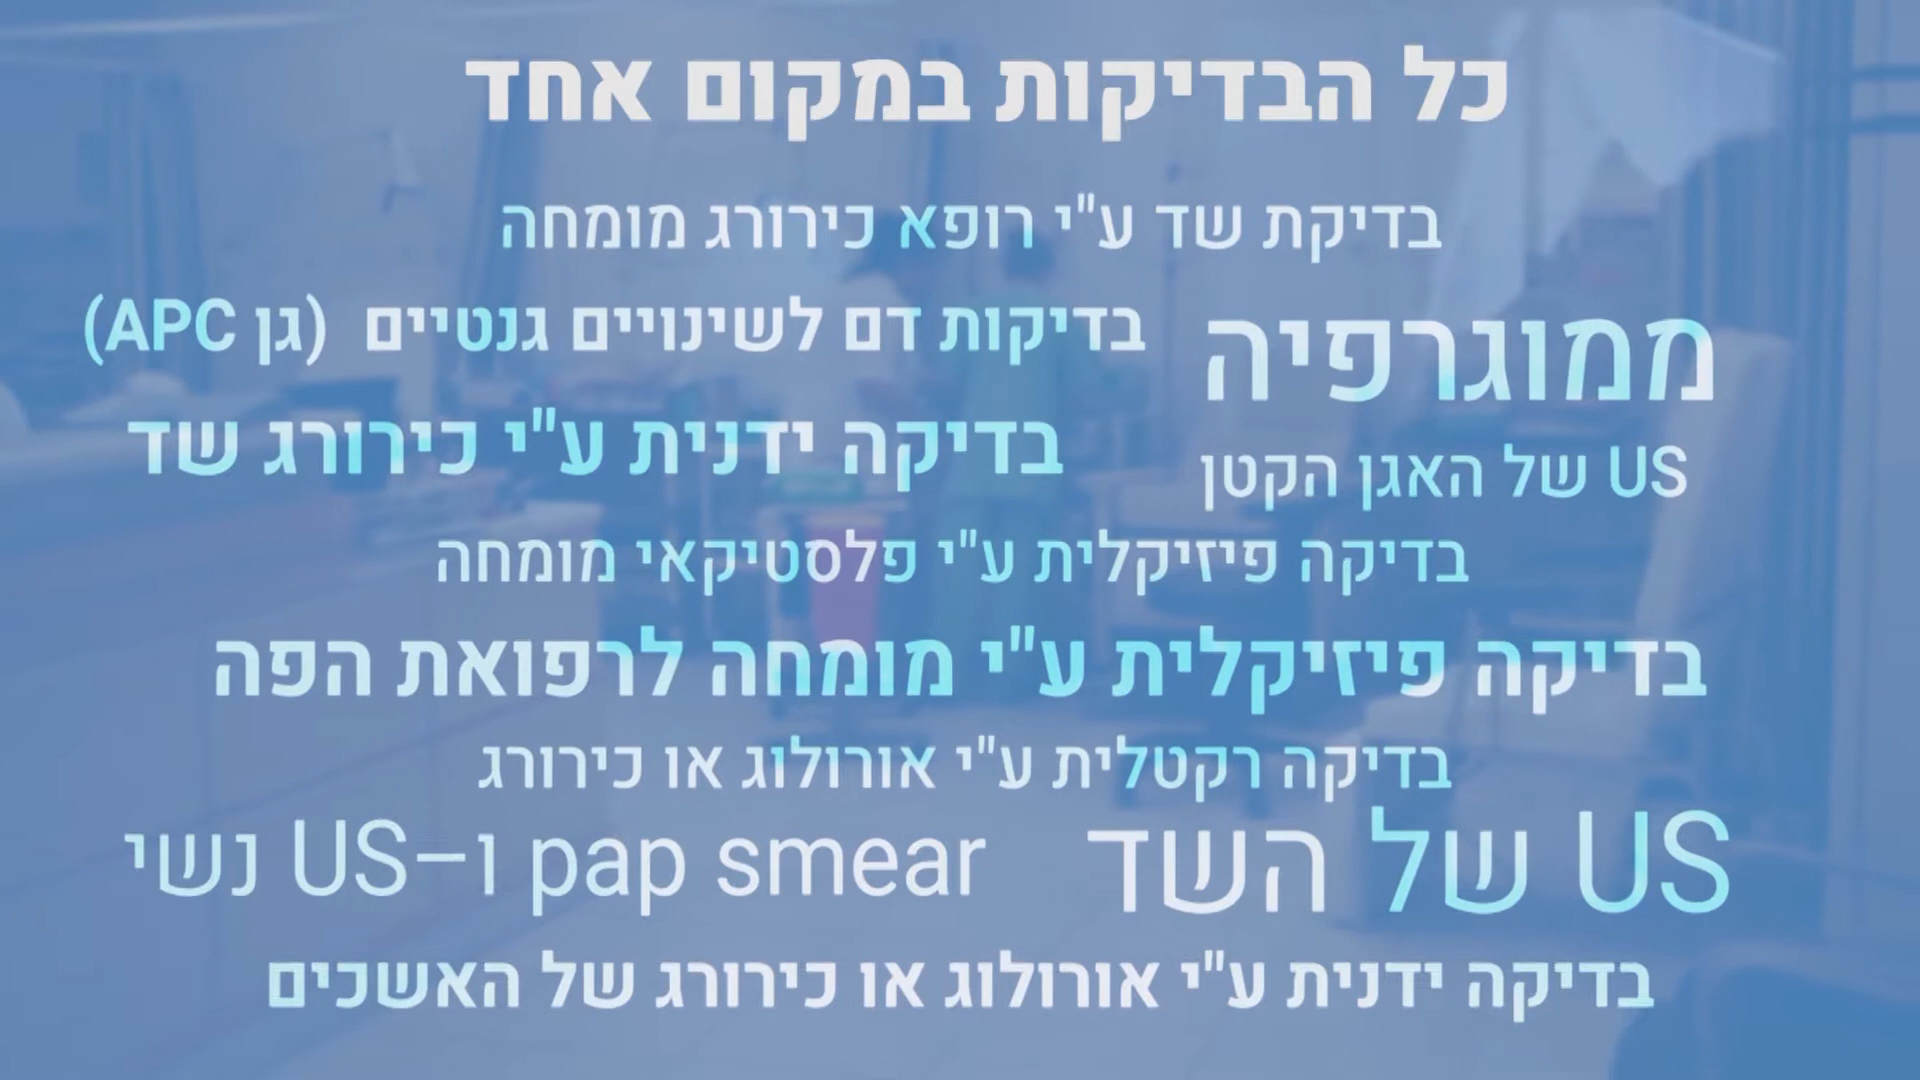 כל הבדיקות במקום אחד
בדיקת שד ע"י רופא כירורג מומחה
ממוגרפיה
בדיקות דם לשינויים גנטיים (גן APC)
בדיקה ידנית ע"י כירורג שד
US של האגן הקטן
בדיקה פיזיקלית ע"י פלסטיקאי מומחה
בדיקה פיזיקלית ע"י מומחה לרפואת הפה
בדיקה רקטלית ע"י אורולוג או כירורג
US של השד
pap smear ו–US נשי
בדיקה ידנית ע"י אורולוג או כירורג של האשכים